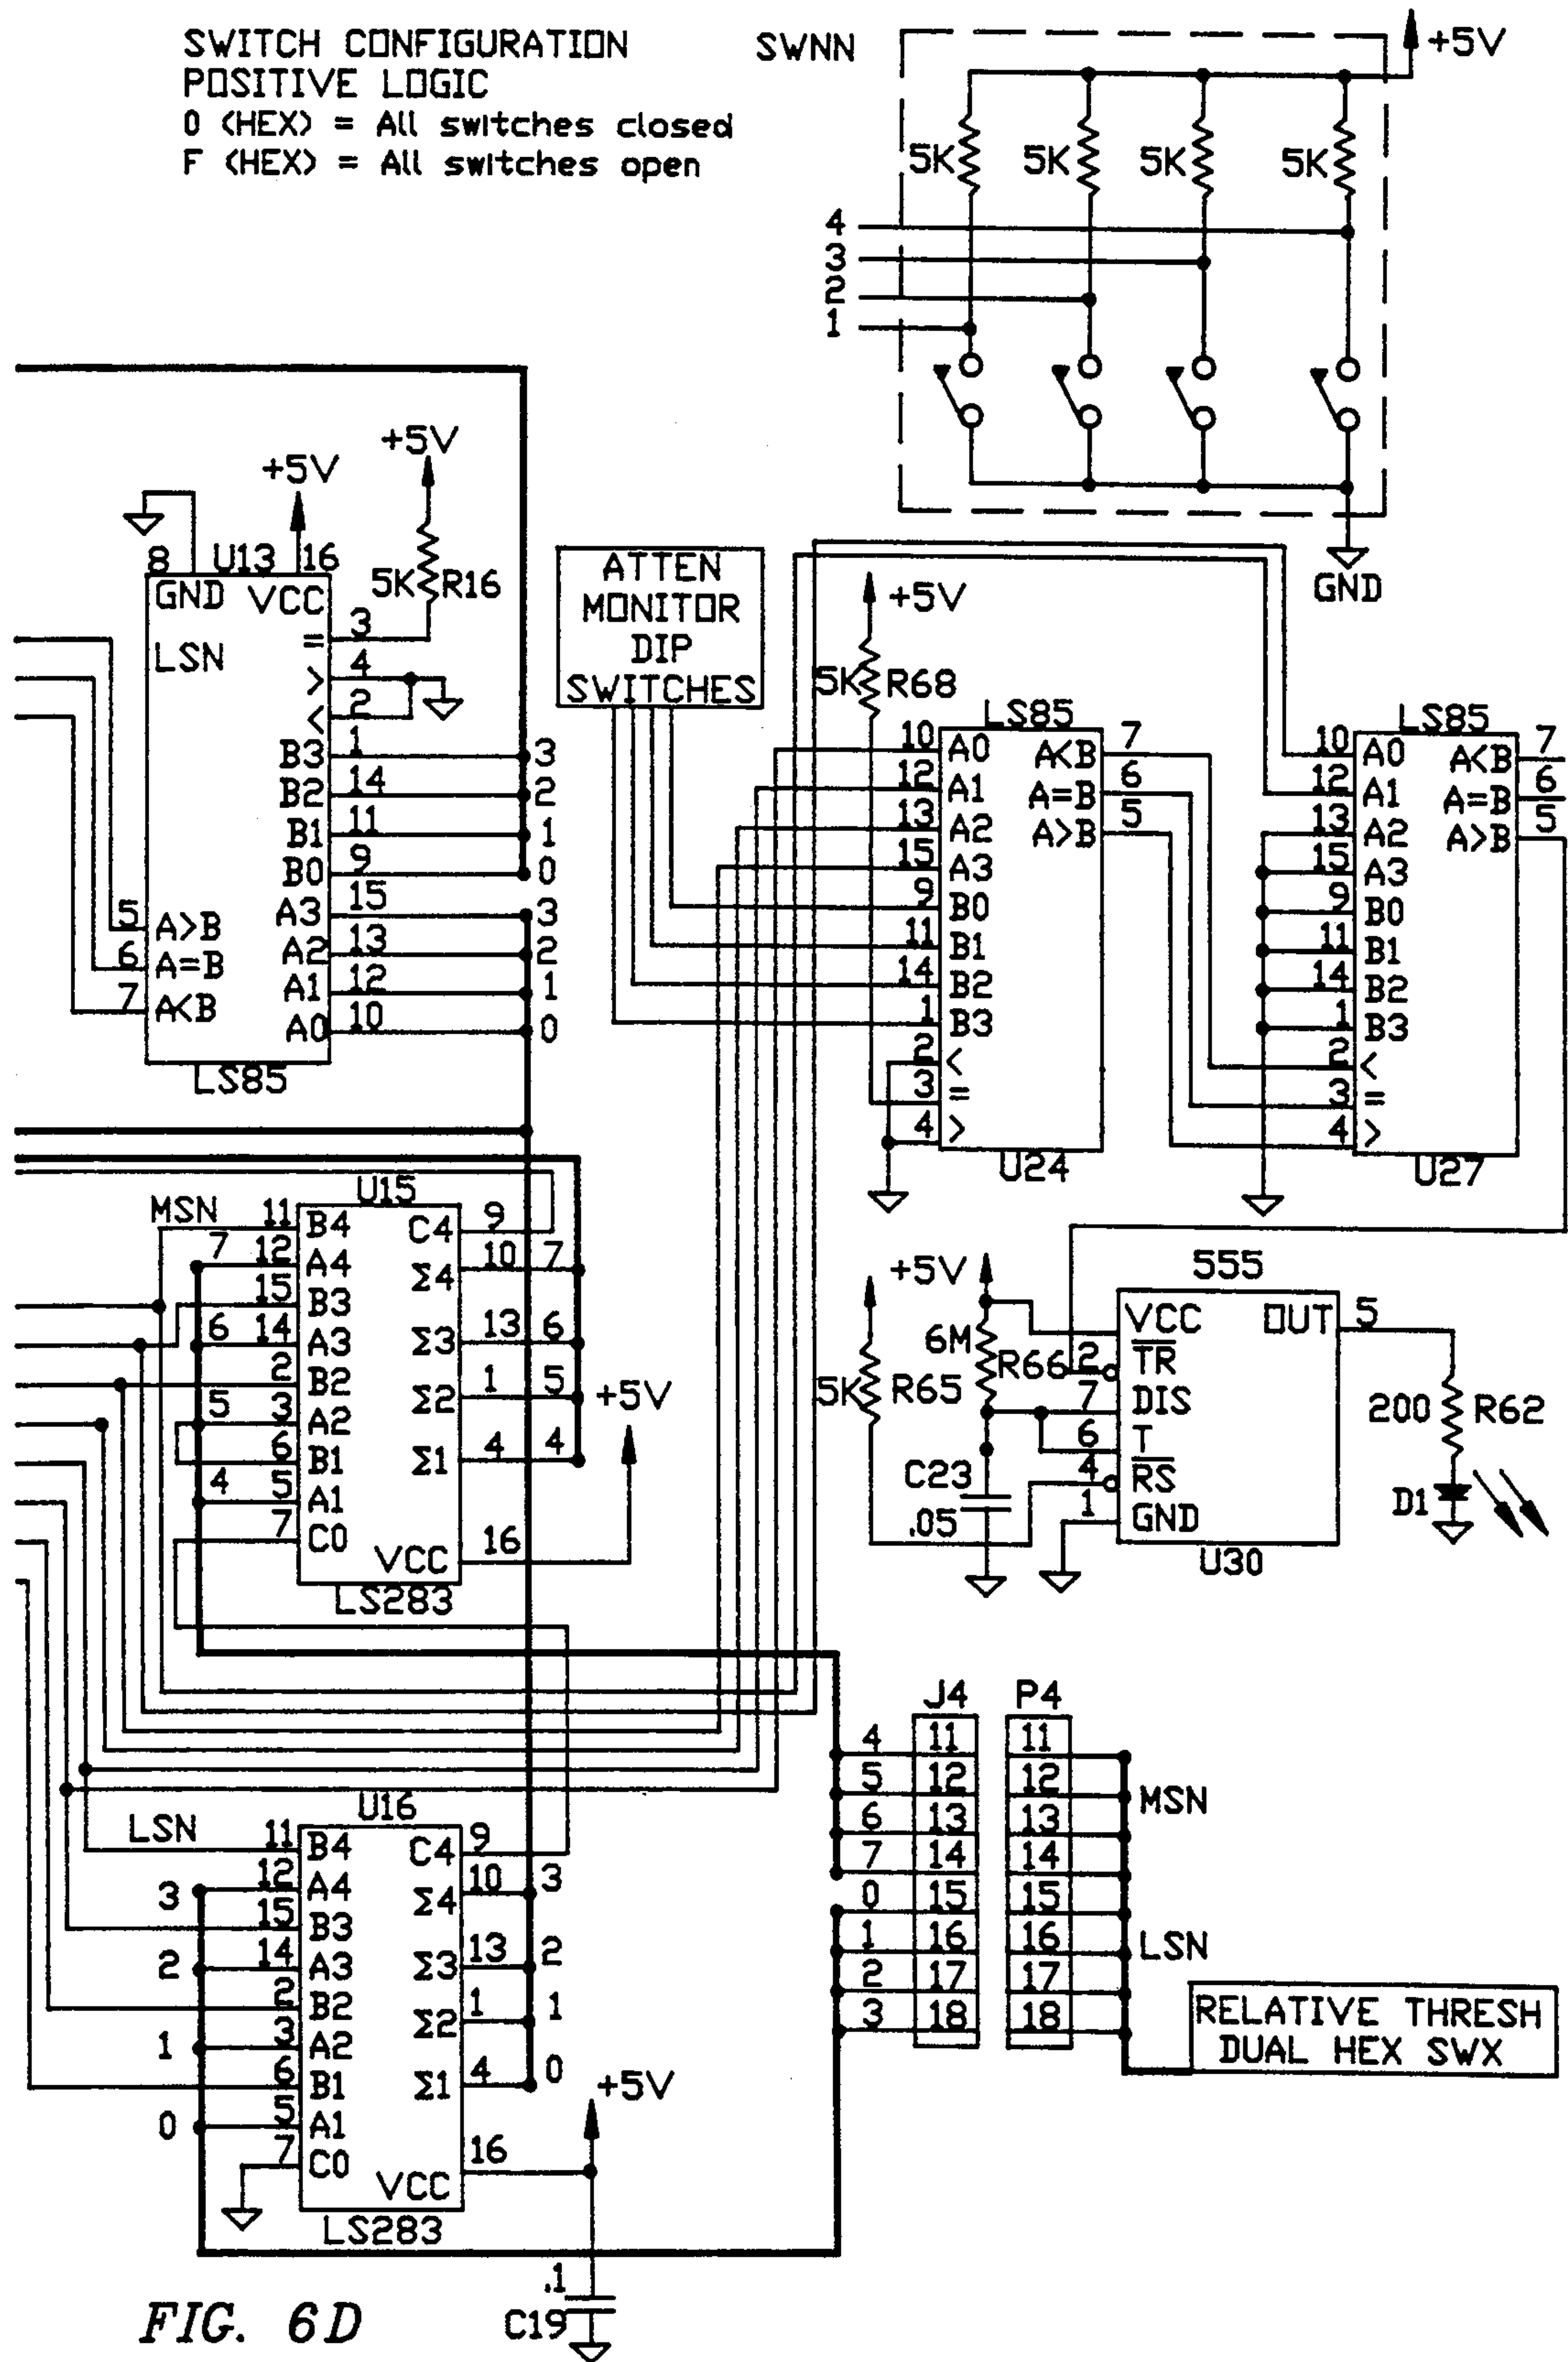 SWITCH CONFIGURATION
POSITIVE LOGIC
0 (HEX) = All switches closed
F (HEX) = All switches open
SWNN
+5V
5K 5K 5K 5K
4
3
2
1
GND
+5V
+5V
8 U13 16
GND VCC
5K R16
LSN
3 =
4 >
2 <
B3 1 3
B2 14 2
B1 11 1
B0 9 0
A3 15 3
A2 13 2
A1 12 1
A0 10 0
5 A>B
6 A=B
7 A<B
LS85
ATTEN
MONITOR
DIP
SWITCHES
+5V
5K R68
LS85
10 A0 A<B 7
12 A1 A=B 6
13 A2 A>B 5
15 A3
9 B0
11 B1
14 B2
1 B3
2 <
3 =
4 >
U24
LS85
10 A0 A<B 7
12 A1 A=B 6
13 A2 A>B 5
15 A3
9 B0
11 B1
14 B2
1 B3
2 <
3 =
4 >
U27
U15
MSN 11 B4 C4 9
7 12 A4 Σ4 10 7
15 B3
6 14 A3 Σ3 13 6
2 B2
5 3 A2 Σ2 1 5
6 B1 Σ1 4 4
4 5 A1
7 C0
VCC 16
+5V
LS283
+5V
5K R65
6M R66
C23
.05
555
VCC OUT 5
2 TR
7 DIS
6 T
4 RS
1 GND
U30
200 R62
D1
J4 P4
4 11 11
5 12 12
6 13 13
7 14 14
0 15 15
1 16 16
2 17 17
3 18 18
MSN
LSN
RELATIVE THRESH
DUAL HEX SWX
U16
LSN 11 B4 C4 9
3 12 A4 Σ4 10 3
15 B3
2 14 A3 Σ3 13 2
2 B2 Σ2 1 1
1 3 A2
6 B1 Σ1 4 0
0 5 A1
7 C0
VCC 16
+5V
LS283
.1
C19
FIG. 6D